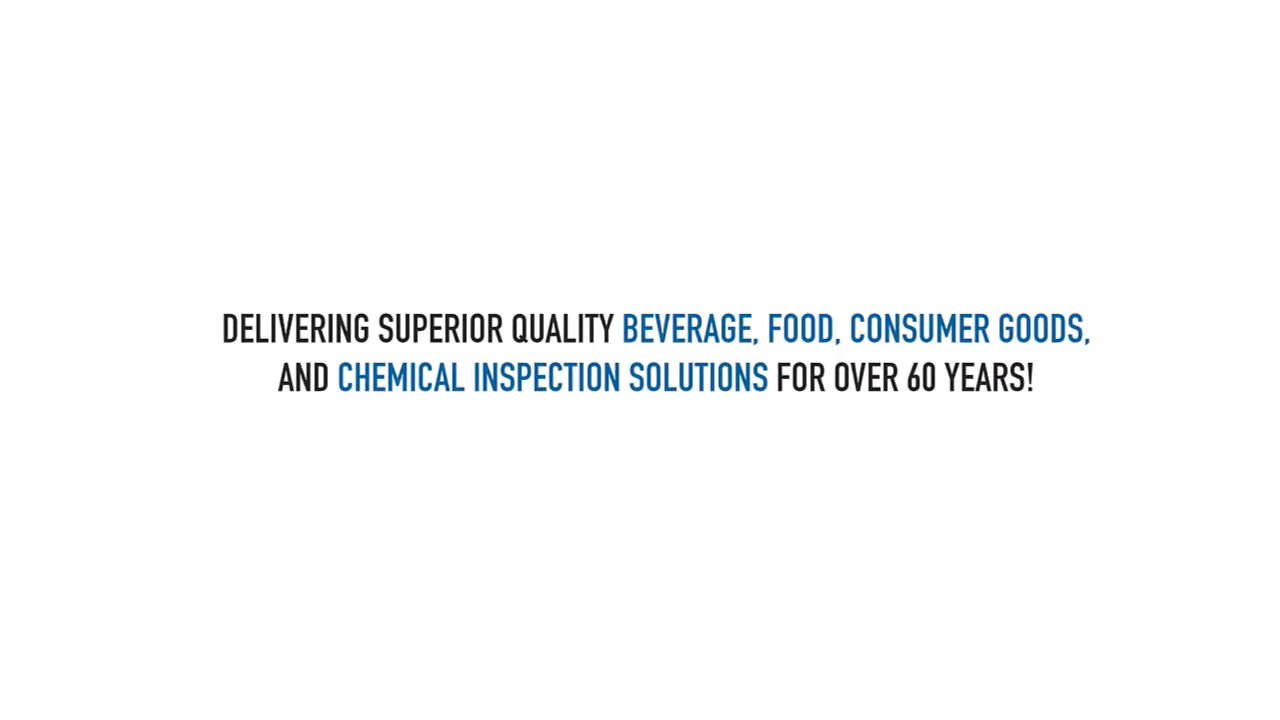 DELIVERING SUPERIOR QUALITY BEVERAGE, FOOD, CONSUMER GOODS,
AND CHEMICAL INSPECTION SOLUTIONS FOR OVER 60 YEARS!